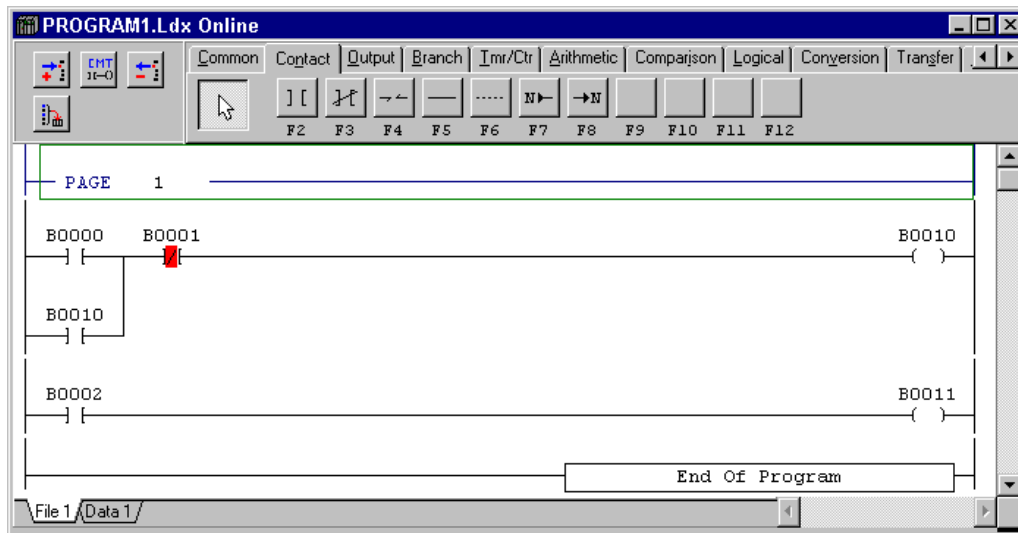 PROGRAM1.Ldx Online
CMT
Common Contact Output Branch Tmr/Ctr Arithmetic Comparison Logical Conversion Transfer
N N
F2 F3 F4 F5 F6 F7 F8 F9 F10 F11 F12
PAGE 1
B0000 B0001 B0010
B0010
B0002 B0011
End Of Program
File 1 Data 1